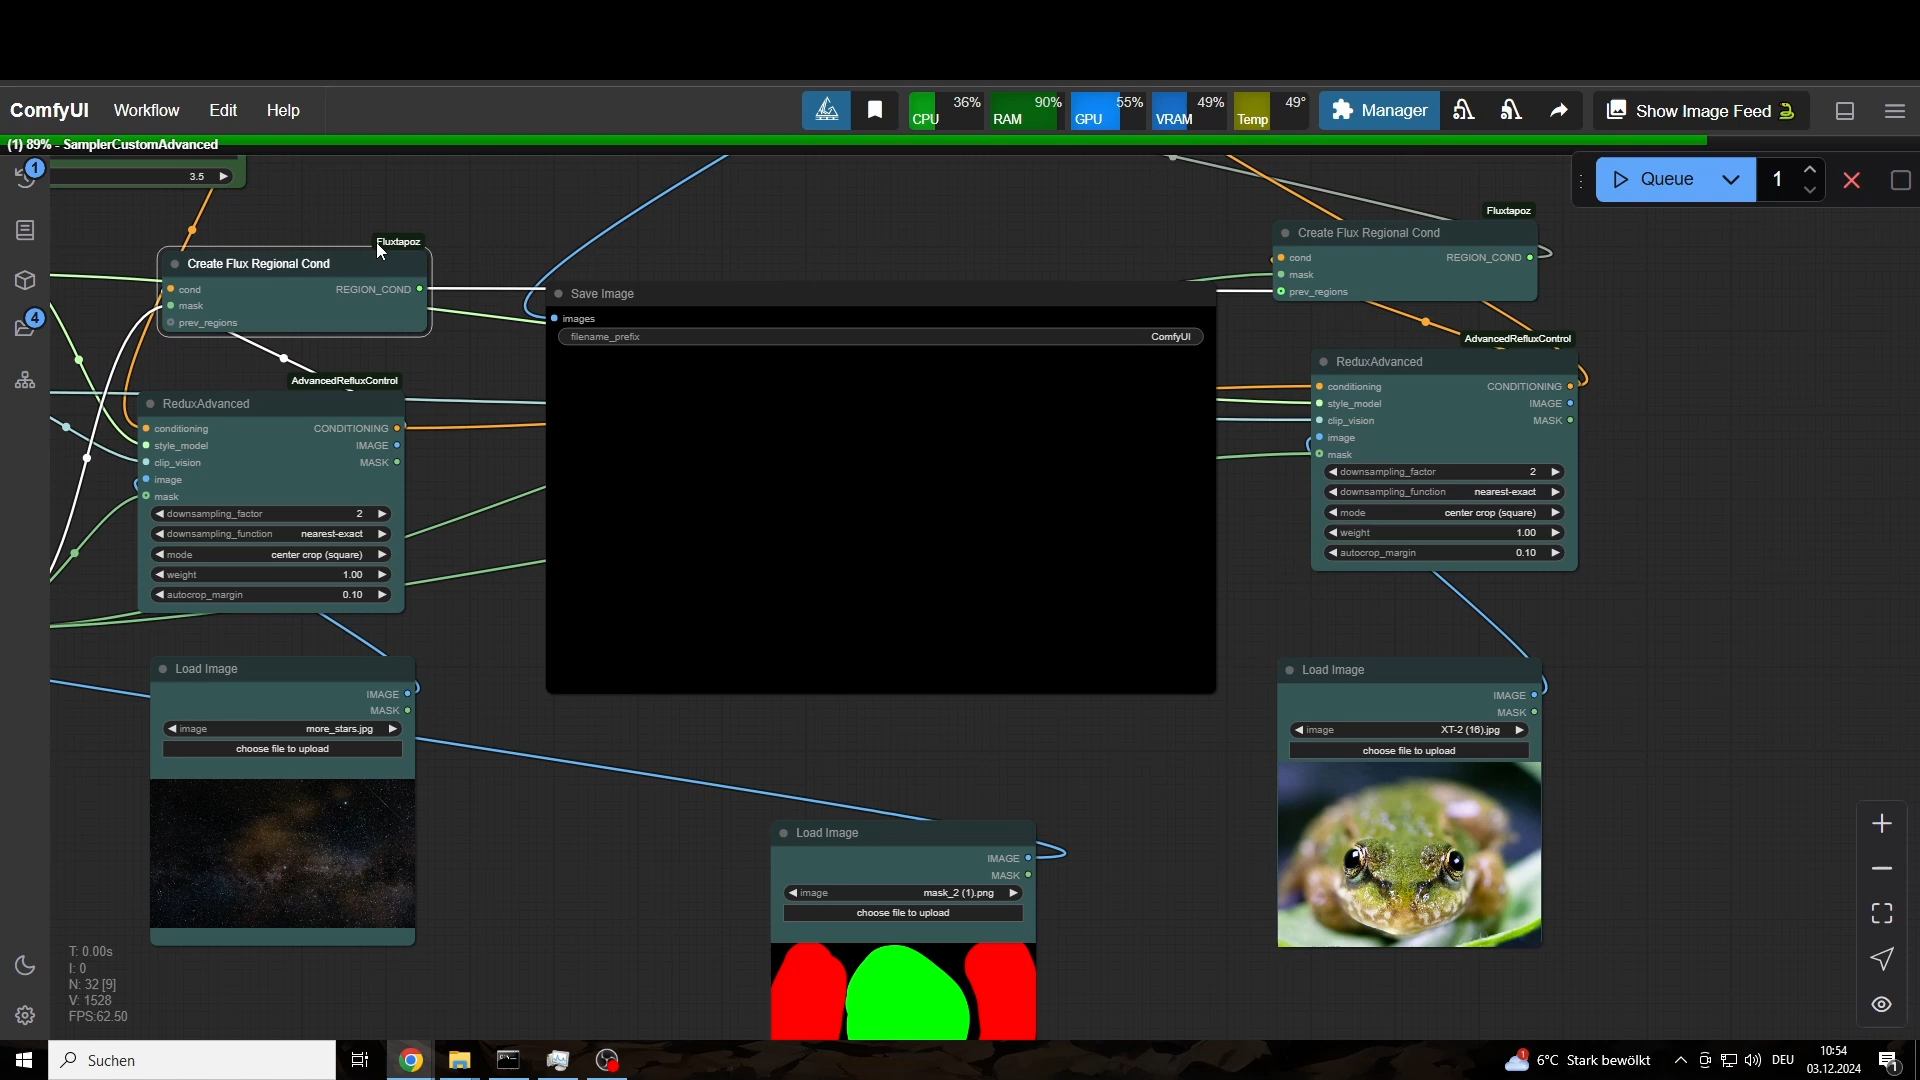 ComfyUI Workflow Edit Help
CPU 36% RAM 90% GPU 55% VRAM 49% Temp 49° Manager Show Image Feed
(1) 89% - SamplerCustomAdvanced
1
3.5
Queue 1
Fluxtapoz
Create Flux Regional Cond
cond REGION_COND
mask
prev_regions
Fluxtapoz
Create Flux Regional Cond
cond REGION_COND
mask
prev_regions
Save Image
images
filename_prefix ComfyUI
4
AdvancedRefluxControl
ReduxAdvanced
conditioning CONDITIONING
style_model IMAGE
clip_vision MASK
image
mask
downsampling_factor 2
downsampling_function nearest-exact
mode center crop (square)
weight 1.00
autocrop_margin 0.10
AdvancedRefluxControl
ReduxAdvanced
conditioning CONDITIONING
style_model IMAGE
clip_vision MASK
image
mask
downsampling_factor 2
downsampling_function nearest-exact
mode center crop (square)
weight 1.00
autocrop_margin 0.10
Load Image
IMAGE
MASK
image more_stars.jpg
choose file to upload
Load Image
IMAGE
MASK
image XT-2 (16).jpg
choose file to upload
Load Image
IMAGE
MASK
image mask_2 (1).png
choose file to upload
T: 0.00s
I: 0
N: 32 [9]
V: 1528
FPS:62.50
Suchen
1 6°C Stark bewölkt DEU 10:54
03.12.2024
1